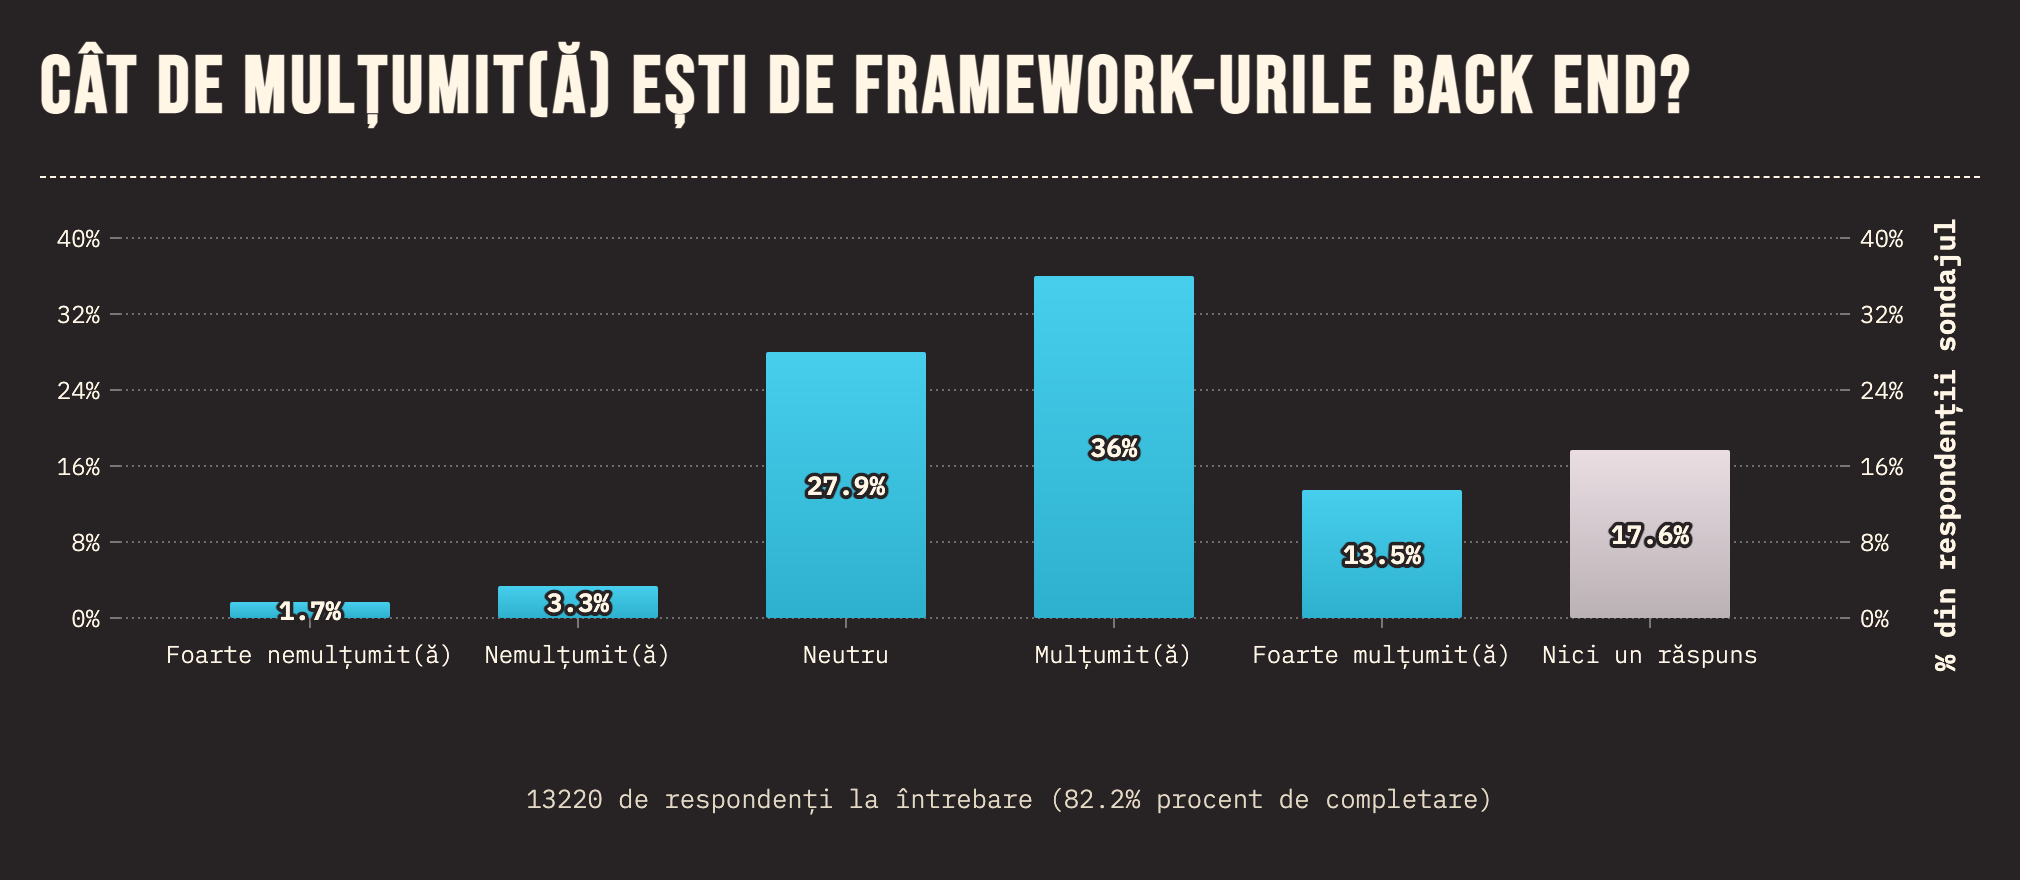 CÂT DE MULȚUMIT(Ă) EȘTI DE FRAMEWORK-URILE BACK END?
40%
32%
24%
16%
8%
0%
40%
32%
24%
16%
8%
0%
% din respondenții sondajul
1.7%
3.3%
27.9%
36%
13.5%
17.6%
Foarte nemulțumit(ă)
Nemulțumit(ă)
Neutru
Mulțumit(ă)
Foarte mulțumit(ă)
Nici un răspuns
13220 de respondenți la întrebare (82.2% procent de completare)